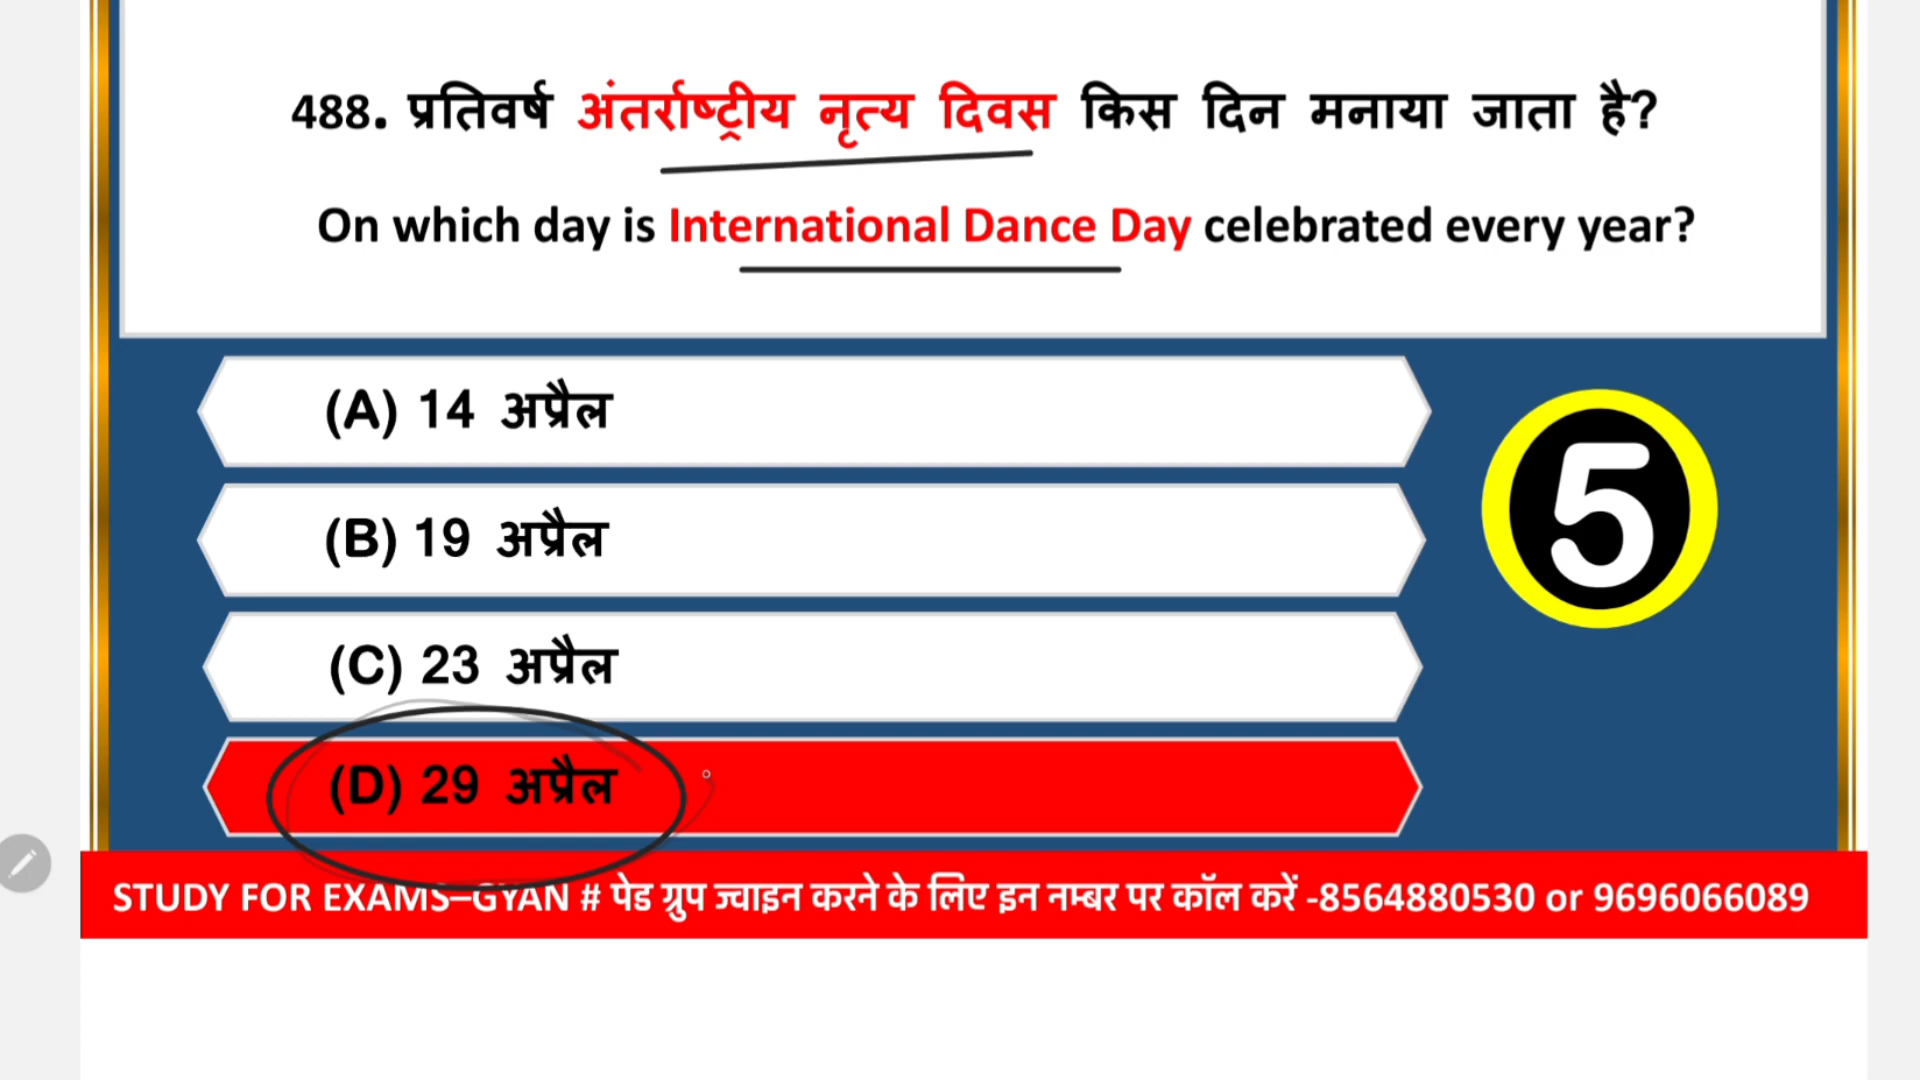 488. प्रतिवर्ष अंतर्राष्ट्रीय नृत्य दिवस किस दिन मनाया जाता है?
On which day is International Dance Day celebrated every year?
(A) 14 अप्रैल
(B) 19 अप्रैल
5
(C) 23 अप्रैल
(D) 29 अप्रैल
STUDY FOR EXAMS–GYAN # पेड ग्रुप ज्वाइन करने के लिए इन नम्बर पर कॉल करें -8564880530 or 9696066089